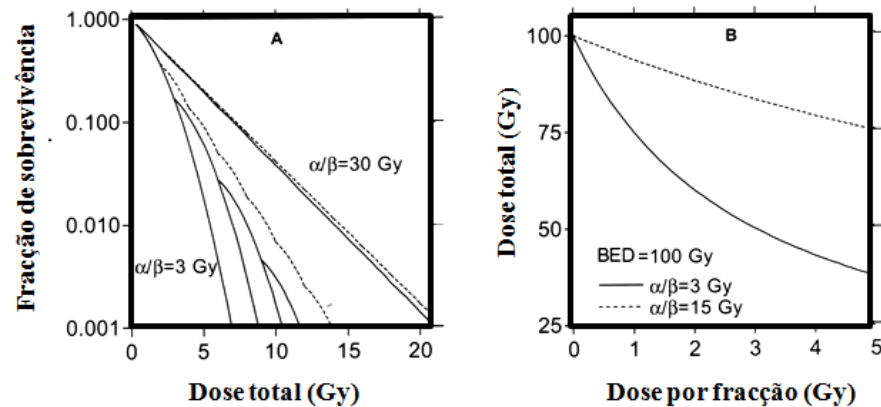 A
Fracção de sobrevivência
1.000
0.100
0.010
0.001
α/β=30 Gy
α/β=3 Gy
0 5 10 15 20
Dose total (Gy)
B
Dose total (Gy)
100
75
50
25
BED=100 Gy
α/β=3 Gy
α/β=15 Gy
0 1 2 3 4 5
Dose por fracção (Gy)